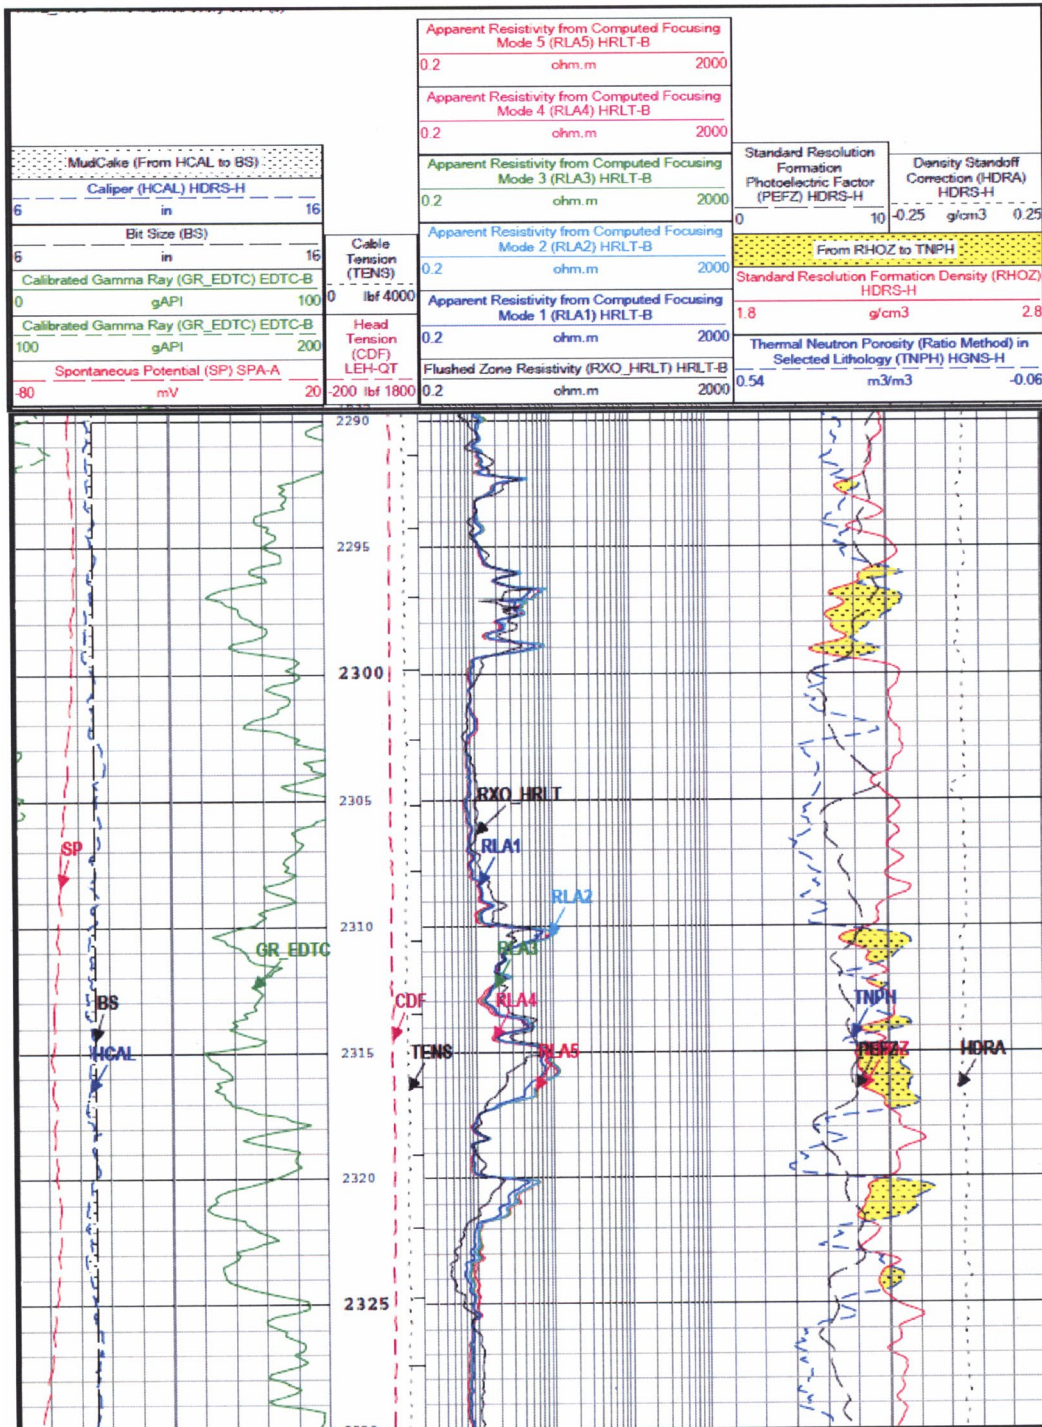 Apparent Resistivity from Computed Focusing
Mode 5 (RLA5) HRLT-B
0.2 ohm.m 2000
Apparent Resistivity from Computed Focusing
Mode 4 (RLA4) HRLT-B
0.2 ohm.m 2000
MudCake (From HCAL to BS)
Caliper (HCAL) HDRS-H
6 in 16
Bit Size (BS)
6 in 16
Calibrated Gamma Ray (GR_EDTC) EDTC-B
0 gAPI 100
Calibrated Gamma Ray (GR_EDTC) EDTC-B
100 gAPI 200
Spontaneous Potential (SP) SPA-A
-80 mV 20
Cable
Tension
(TENS)
0 lbf 4000
Head
Tension
(CDF)
LEH-QT
-200 lbf 1800
Apparent Resistivity from Computed Focusing
Mode 3 (RLA3) HRLT-B
0.2 ohm.m 2000
Apparent Resistivity from Computed Focusing
Mode 2 (RLA2) HRLT-B
0.2 ohm.m 2000
Apparent Resistivity from Computed Focusing
Mode 1 (RLA1) HRLT-B
0.2 ohm.m 2000
Flushed Zone Resistivity (RXO_HRLT) HRLT-B
0.2 ohm.m 2000
Standard Resolution
Formation
Photoelectric Factor
(PEFZ) HDRS-H
0 10
Density Standoff
Correction (HDRA)
HDRS-H
-0.25 g/cm3 0.25
From RHOZ to TNPH
Standard Resolution Formation Density (RHOZ)
HDRS-H
1.8 g/cm3 2.8
Thermal Neutron Porosity (Ratio Method) in
Selected Lithology (TNPH) HGNS-H
0.54 m3/m3 -0.06
2290
2295
2300
2305
RXO_HRLT
SP
RLA1
RLA2
2310
GR_EDTC
RLA3
BS
CDF
RLA4
TNPH
HCAL
2315
TENS
RLA5
HDRA
2320
2325